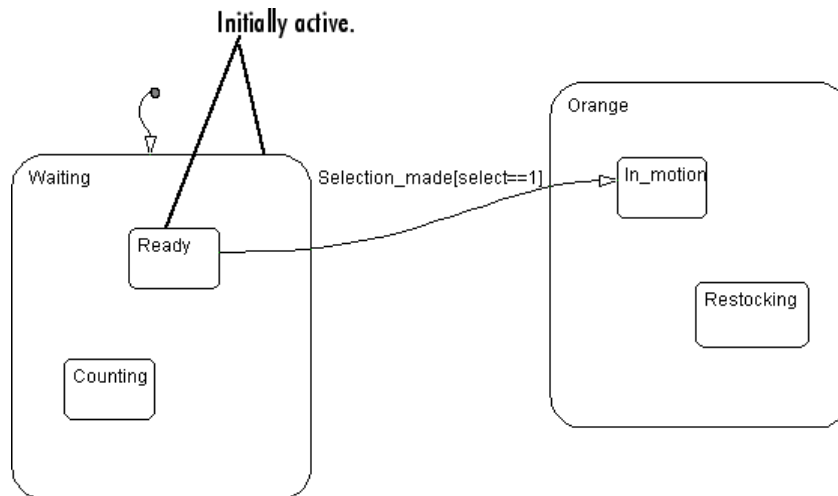 Initially active.
Orange
Waiting
Selection_made[select==1]
In_motion
Ready
Restocking
Counting